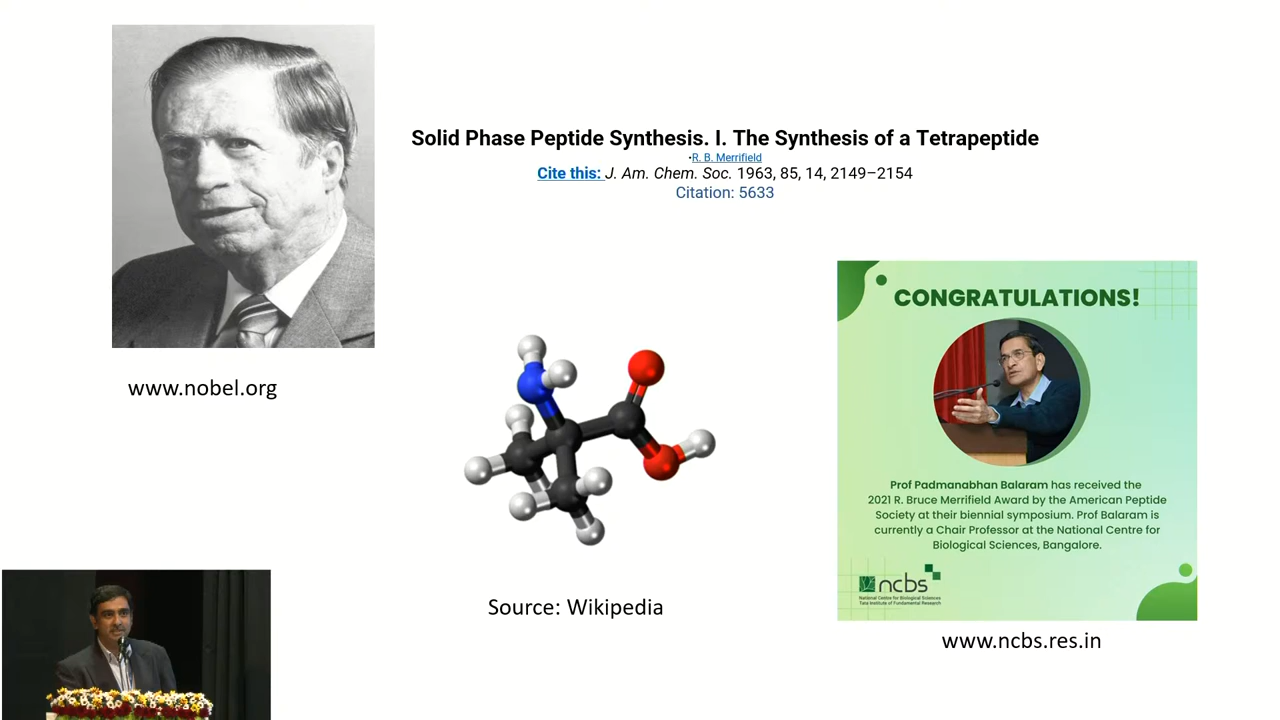 Solid Phase Peptide Synthesis. I. The Synthesis of a Tetrapeptide
•R. B. Merrifield
Cite this: J. Am. Chem. Soc. 1963, 85, 14, 2149–2154
Citation: 5633
www.nobel.org
CONGRATULATIONS!
Prof Padmanabhan Balaram has received the
2021 R. Bruce Merrifield Award by the American Peptide
Society at their biennial symposium. Prof Balaram is
currently a Chair Professor at the National Centre for
Biological Sciences, Bangalore.
ncbs
National Centre for Biological Sciences
Tata Institute of Fundamental Research
Source: Wikipedia
www.ncbs.res.in